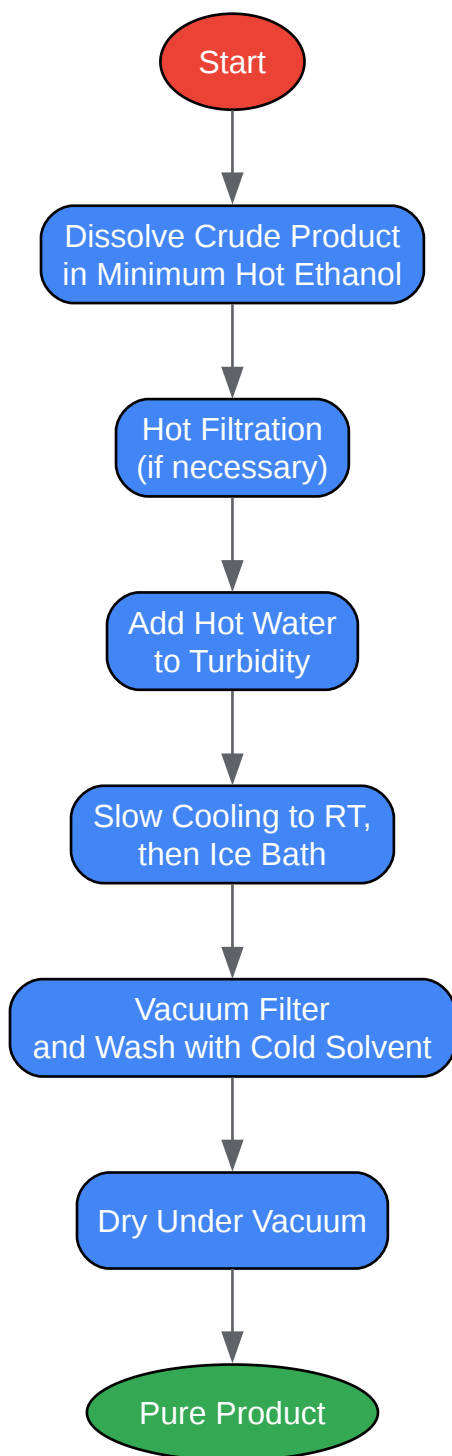 Start
Dissolve Crude Product
in Minimum Hot Ethanol
Hot Filtration
(if necessary)
Add Hot Water
to Turbidity
Slow Cooling to RT,
then Ice Bath
Vacuum Filter
and Wash with Cold Solvent
Dry Under Vacuum
Pure Product